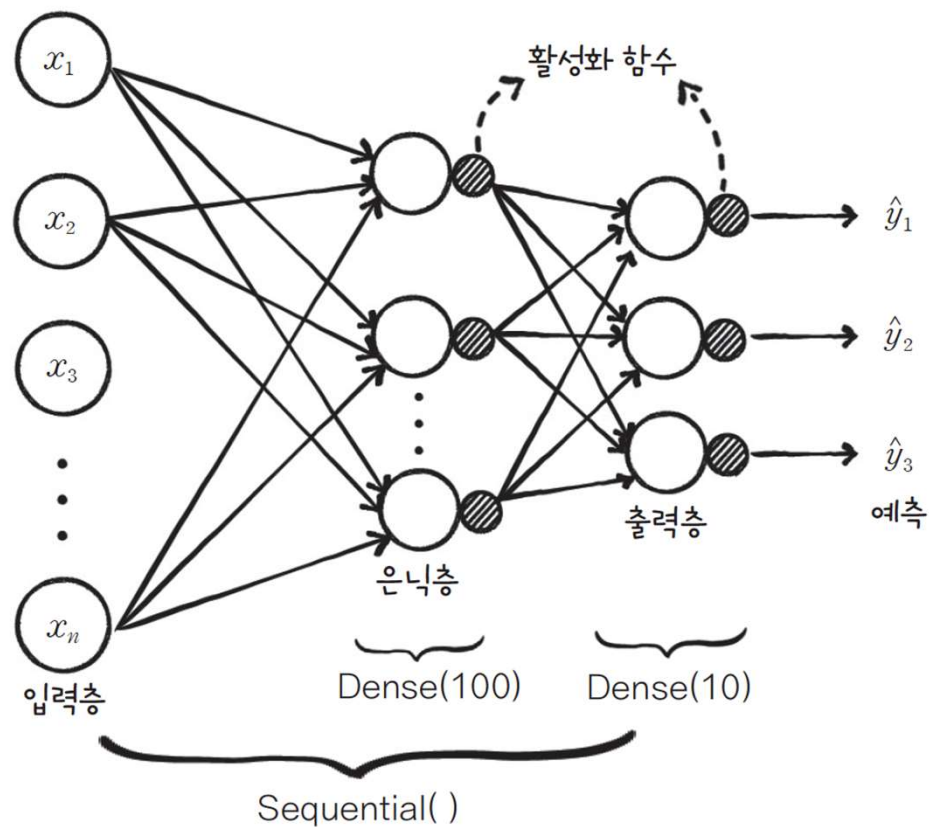 x₁
활성화 함수
x₂
ŷ₁
x₃
ŷ₂
ŷ₃
출력층
예측
은닉층
xₙ
입력층
Dense(100)
Dense(10)
Sequential( )